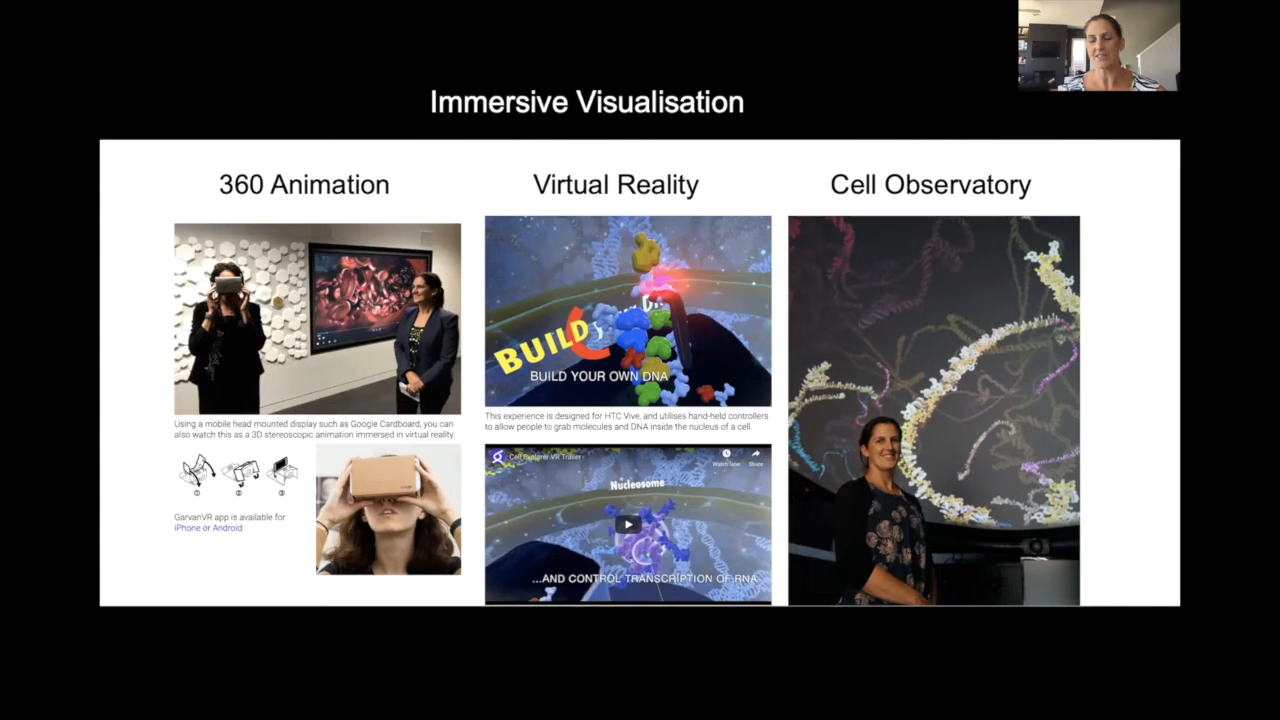 Immersive Visualisation
360 Animation
Virtual Reality
Cell Observatory
BUILD
BUILD YOUR OWN DNA
Using a mobile head mounted display such as Google Cardboard, you can
also watch this as a 3D stereoscopic animation immersed in virtual reality.
This experience is designed for HTC Vive, and utilises hand-held controllers
to allow people to grab molecules and DNA inside the nucleus of a cell.
1 2 3
GarvanVR app is available for
iPhone or Android
Cell Explorer VR Trailer
Watch later Share
Nucleosome
...AND CONTROL TRANSCRIPTION OF RNA